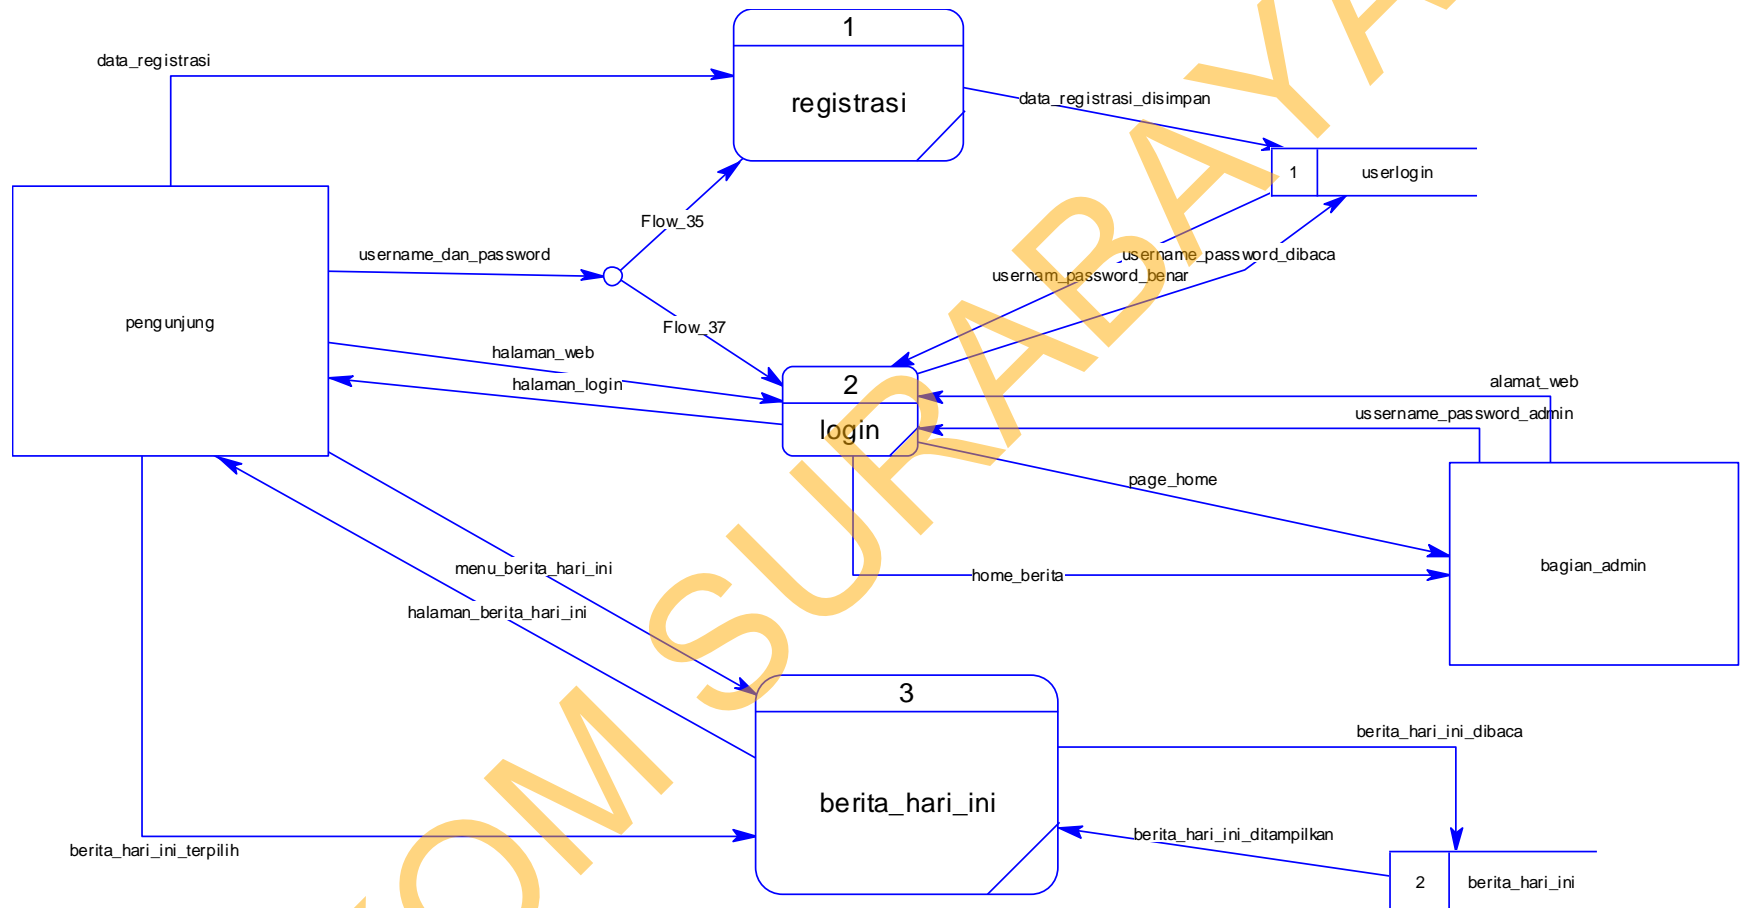 1
data_registrasi
registrasi
data_registrasi_disimpan
1
userlogin
Flow_35
username_dan_password
username_password_dibaca
usernam_password_benar
pengunjung
Flow_37
halaman_web
halaman_login
2
login
alamat_web
ussername_password_admin
page_home
bagian_admin
home_berita
menu_berita_hari_ini
halaman_berita_hari_ini
3
berita_hari_ini_dibaca
berita_hari_ini
berita_hari_ini_ditampilkan
berita_hari_ini_terpilih
2
berita_hari_ini
OM SURABAYA